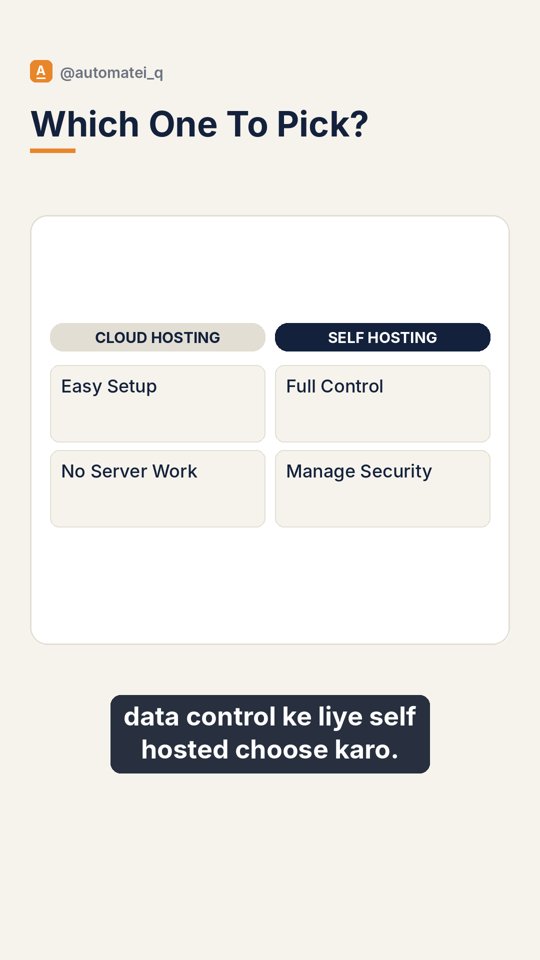 A
@automatei_q
Which One To Pick?
CLOUD HOSTING
SELF HOSTING
Easy Setup
Full Control
No Server Work
Manage Security
data control ke liye self
hosted choose karo.